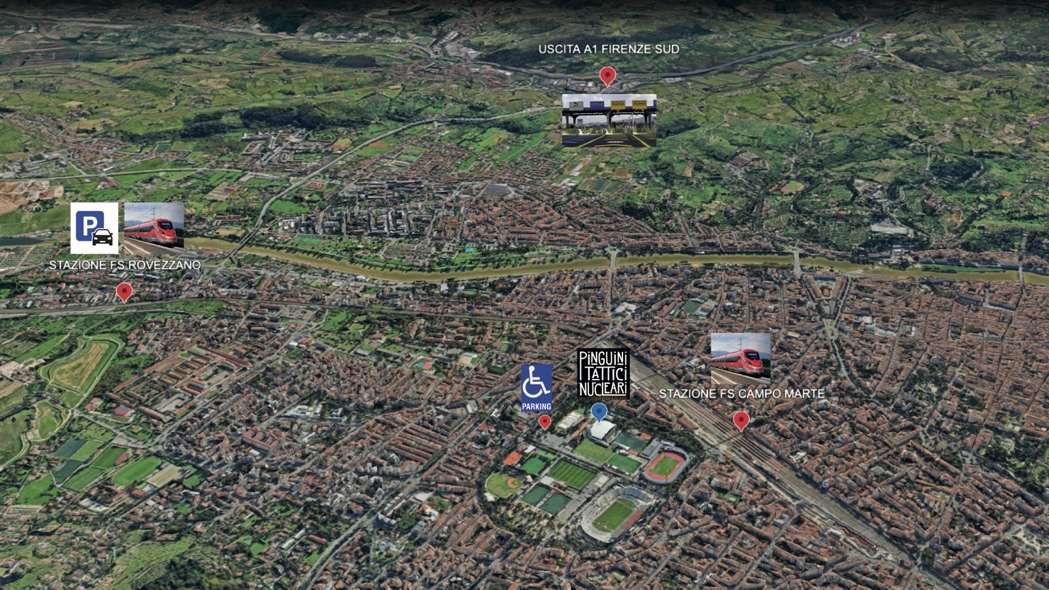 USCITA A1 FIRENZE SUD
P
STAZIONE FS ROVEZZANO
PARKING
PINGUINI
TATTICI
NUCLEARI
STAZIONE FS CAMPO MARTE